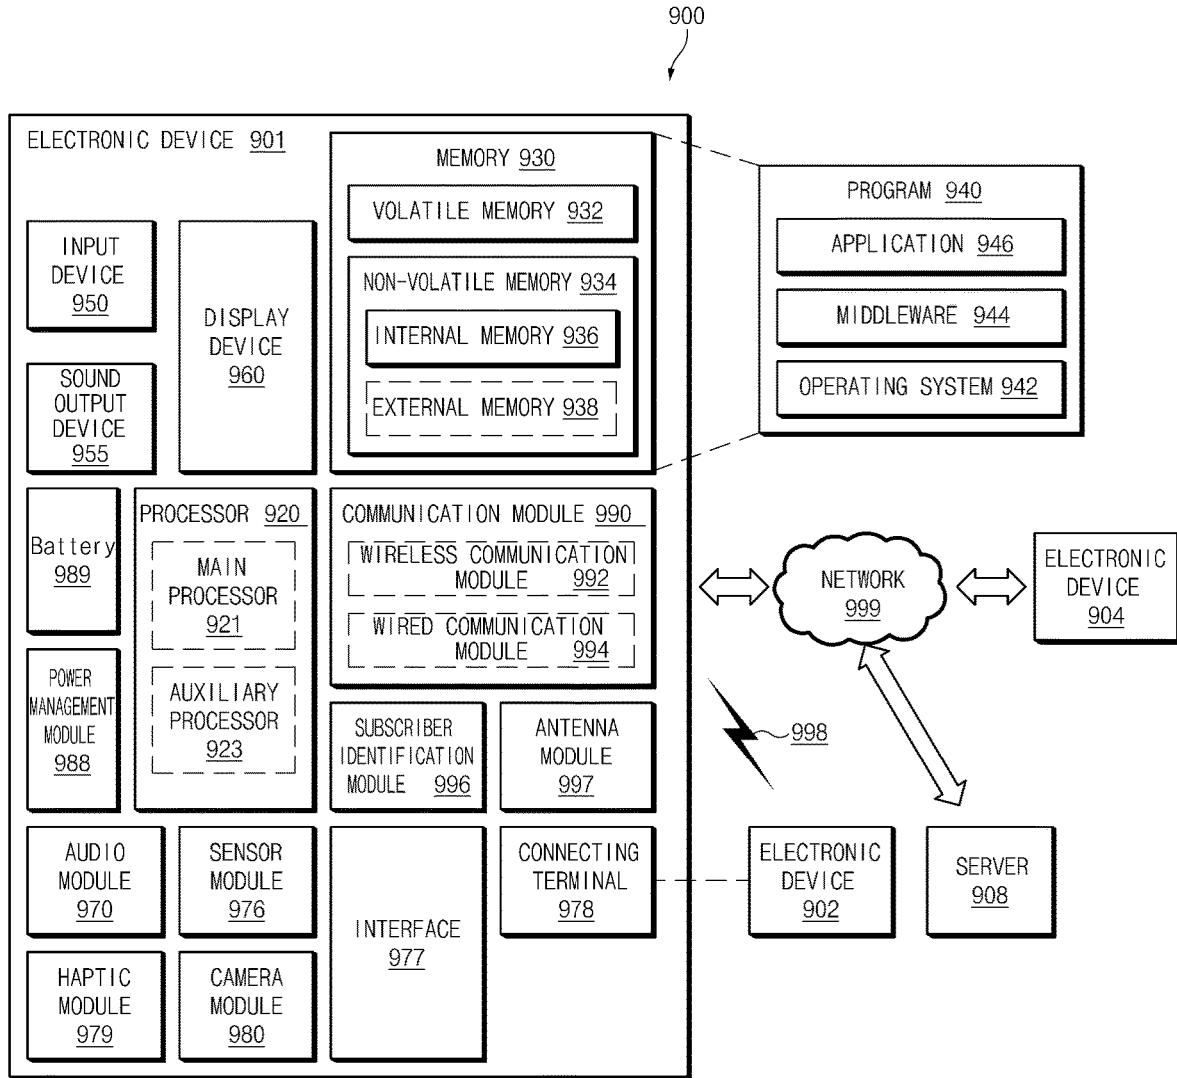 900
ELECTRONIC DEVICE 901
MEMORY 930
VOLATILE MEMORY 932
NON-VOLATILE MEMORY 934
INTERNAL MEMORY 936
EXTERNAL MEMORY 938
PROGRAM 940
APPLICATION 946
MIDDLEWARE 944
OPERATING SYSTEM 942
INPUT
DEVICE
950
DISPLAY
DEVICE
960
SOUND
OUTPUT
DEVICE
955
Battery
989
PROCESSOR 920
MAIN
PROCESSOR
921
AUXILIARY
PROCESSOR
923
COMMUNICATION MODULE 990
WIRELESS COMMUNICATION
MODULE 992
WIRED COMMUNICATION
MODULE 994
NETWORK
999
ELECTRONIC
DEVICE
904
POWER
MANAGEMENT
MODULE
988
SUBSCRIBER
IDENTIFICATION
MODULE 996
ANTENNA
MODULE
997
998
AUDIO
MODULE
970
SENSOR
MODULE
976
INTERFACE
977
CONNECTING
TERMINAL
978
ELECTRONIC
DEVICE
902
SERVER
908
HAPTIC
MODULE
979
CAMERA
MODULE
980